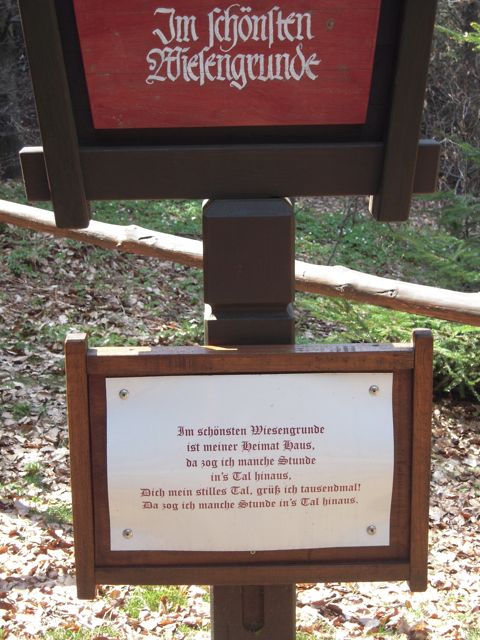 Im schönsten
Wiesengrunde
Im schönsten Wiesengrunde
ist meiner Heimat Haus,
da zog ich manche Stunde
in's Tal hinaus,
Dich mein stilles Tal, grüß ich tausendmal!
Da zog ich manche Stunde in's Tal hinaus.